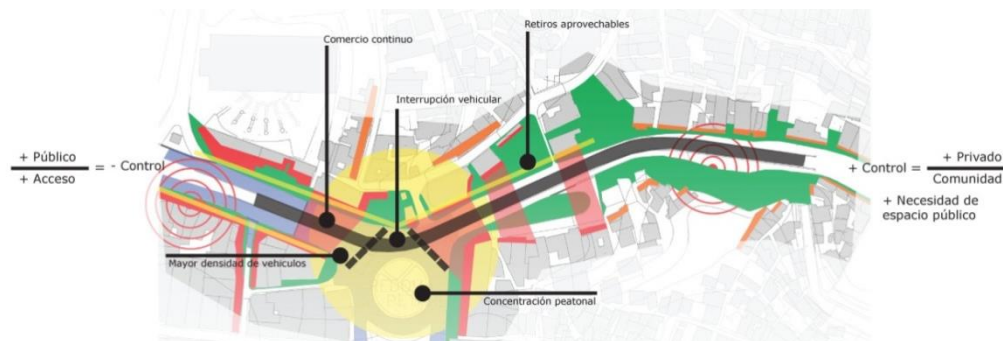 Retiros aprovechables
Comercio continuo
Interrupción vehicular
+ Público
+ Acceso
= - Control
+ Control =
+ Privado
Comunidad
+ Necesidad de
espacio público
Mayor densidad de vehiculos
Concentración peatonal